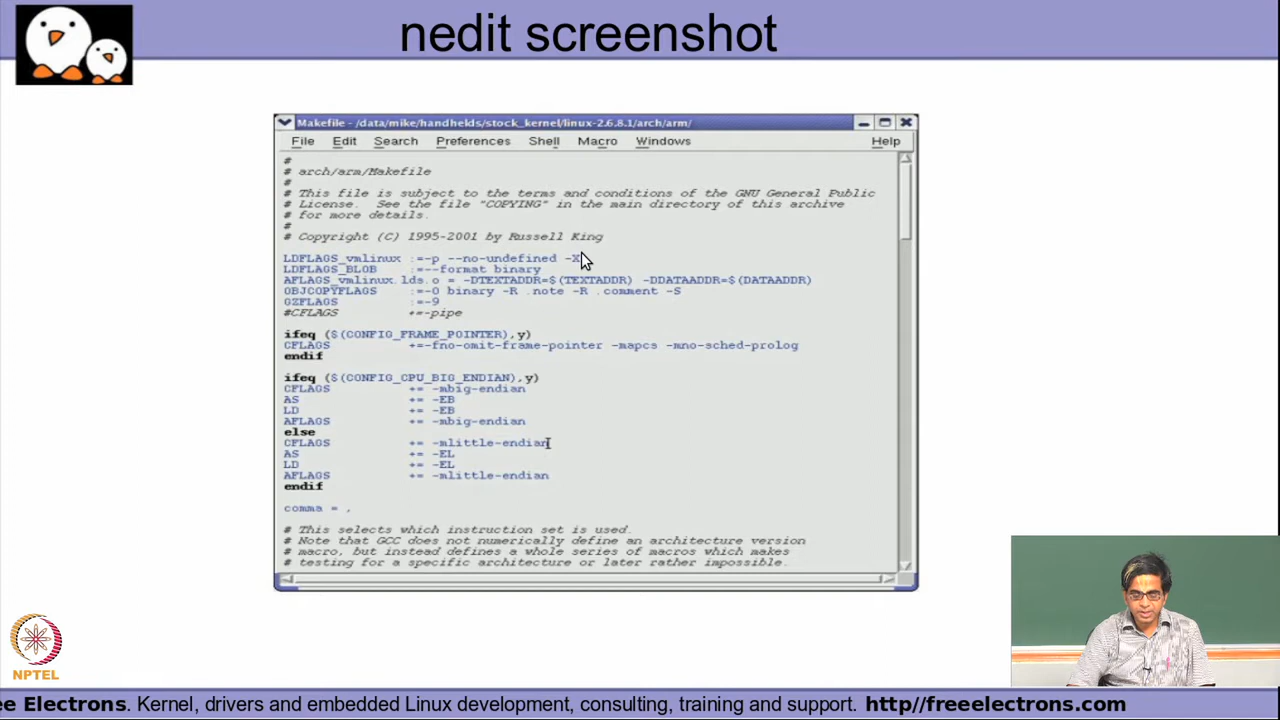 nedit screenshot
Makefile - /data/mike/handhelds/stock_kernel/linux-2.6.8.1/arch/arm/
File Edit Search Preferences Shell Macro Windows Help
#
# arch/arm/Makefile
#
# This file is subject to the terms and conditions of the GNU General Public
# License.  See the file "COPYING" in the main directory of this archive
# for more details.
#
# Copyright (C) 1995-2001 by Russell King
LDFLAGS_vmlinux :=-p --no-undefined -X
LDFLAGS_BLOB :=--format binary
AFLAGS_vmlinux.lds.o = -DTEXTADDR=$(TEXTADDR) -DDATAADDR=$(DATAADDR)
OBJCOPYFLAGS :=-O binary -R .note -R .comment -S
GZFLAGS :=-9
#CFLAGS +=-pipe
ifeq ($(CONFIG_FRAME_POINTER),y)
CFLAGS +=-fno-omit-frame-pointer -mapcs -mno-sched-prolog
endif
ifeq ($(CONFIG_CPU_BIG_ENDIAN),y)
CFLAGS += -mbig-endian
AS += -EB
LD += -EB
AFLAGS += -mbig-endian
else
CFLAGS += -mlittle-endian
AS += -EL
LD += -EL
AFLAGS += -mlittle-endian
endif
comma = ,
# This selects which instruction set is used.
# Note that GCC does not numerically define an architecture version
# macro, but instead defines a whole series of macros which makes
# testing for a specific architecture or later rather impossible.
NPTEL
ee Electrons. Kernel, drivers and embedded Linux development, consulting, training and support. http//freeelectrons.com